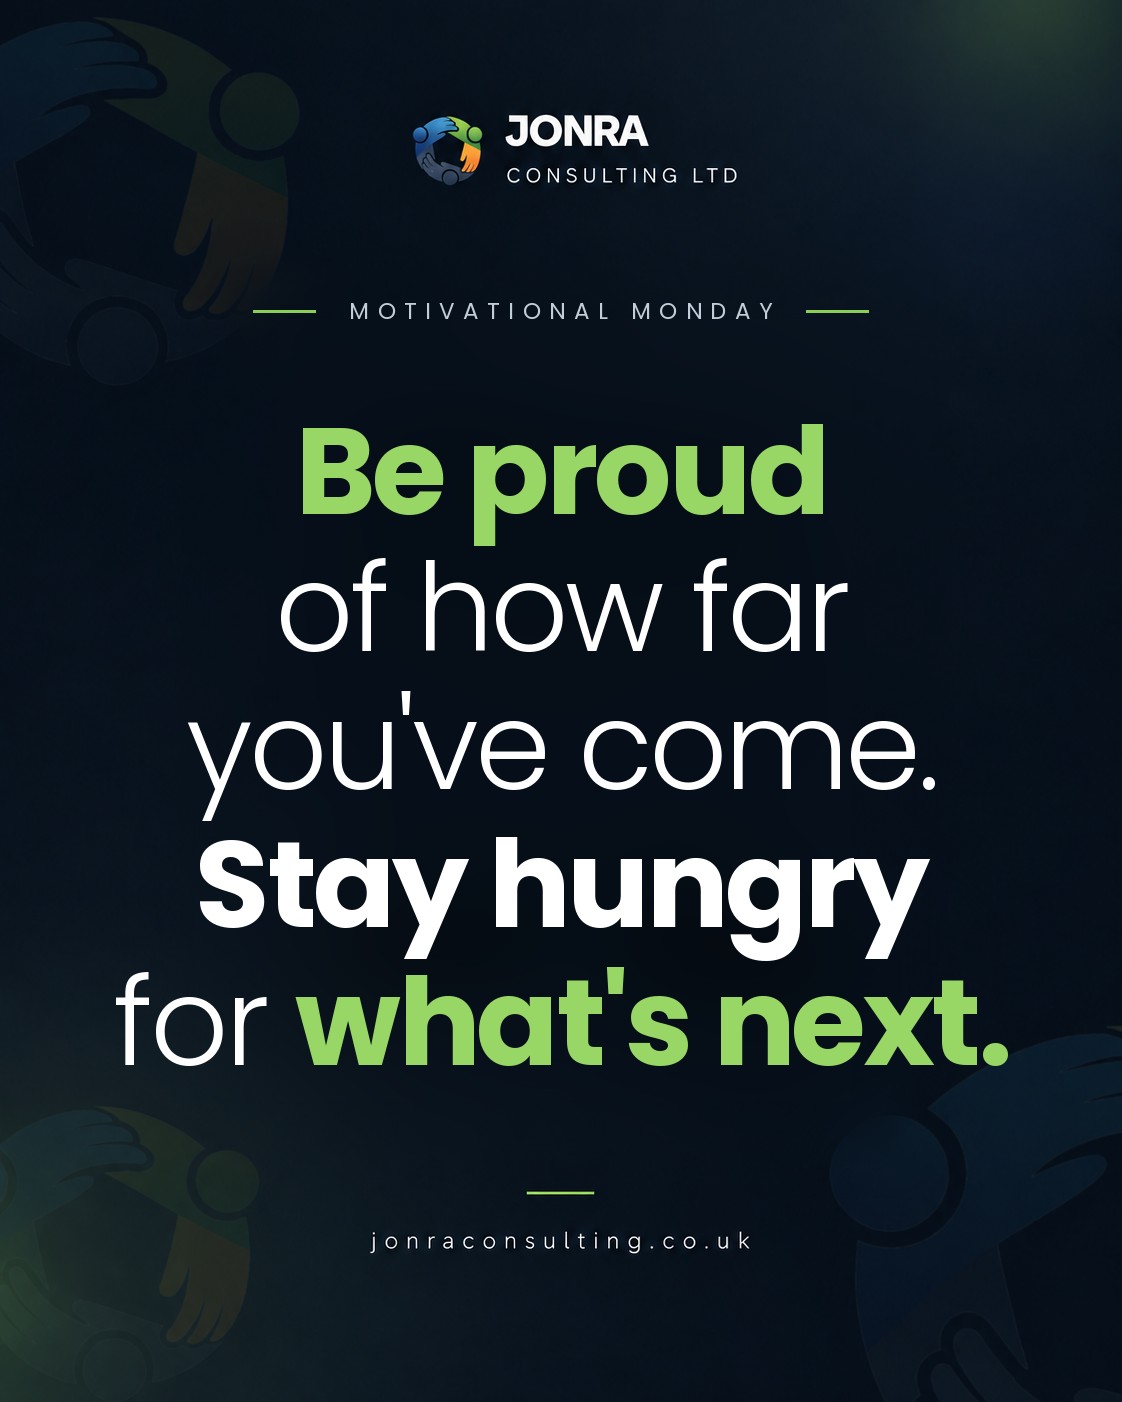 JONRA
CONSULTING LTD
MOTIVATIONAL MONDAY
Be proud
of how far
you've come.
Stay hungry
for what's next.
jonraconsulting.co.uk